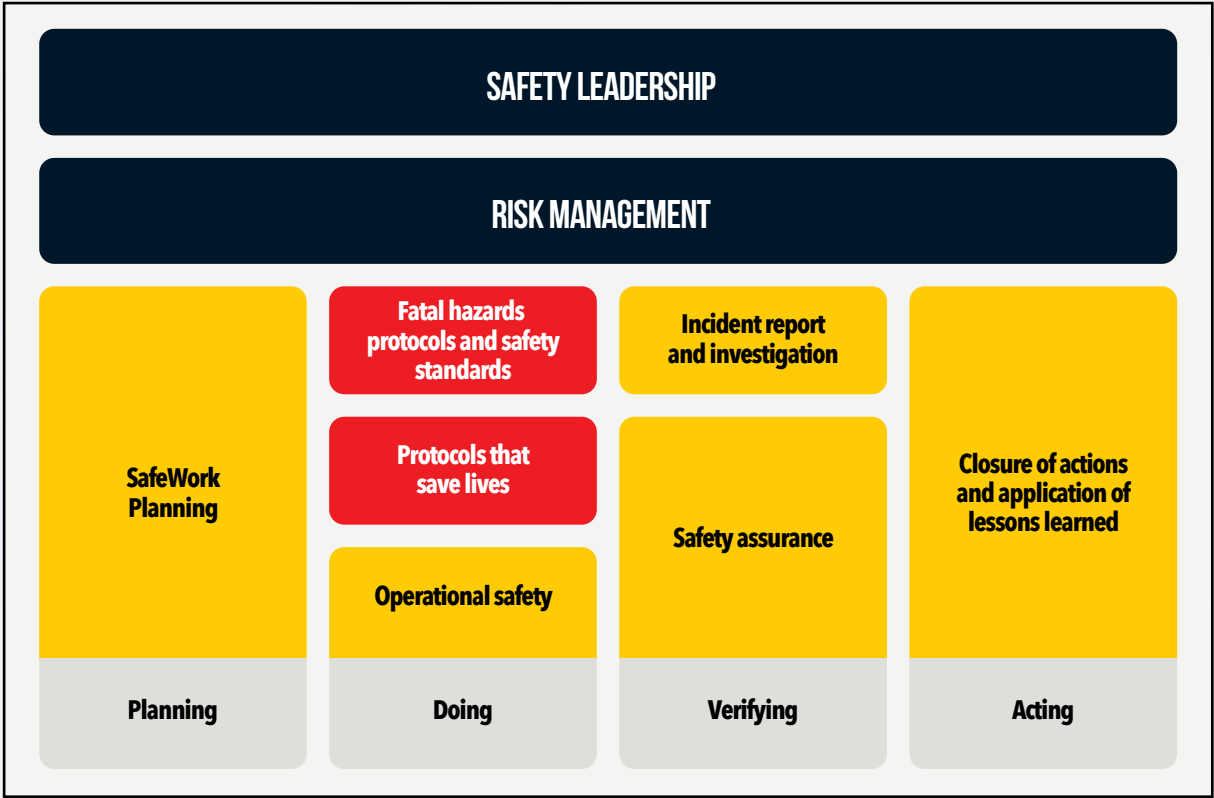 SAFETY LEADERSHIP
RISK MANAGEMENT
SafeWork
Planning
Planning
Fatal hazards
protocols and safety
standards
Protocols that
save lives
Operational safety
Doing
Incident report
and investigation
Safety assurance
Verifying
Closure of actions
and application of
lessons learned
Acting